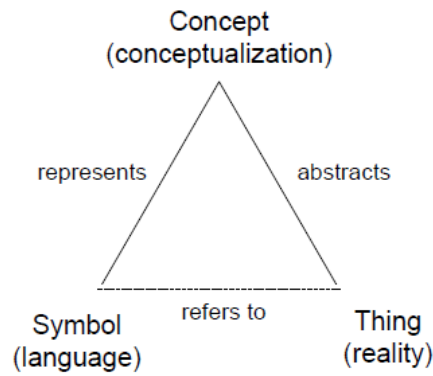 Concept
(conceptualization)
represents
abstracts
refers to
Symbol
(language)
Thing
(reality)